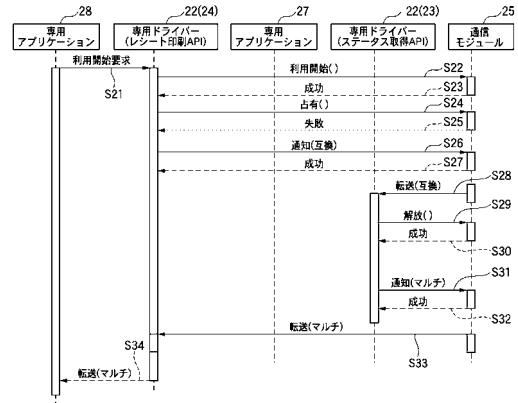 28
22(24)
27
22(23)
25
専用
アプリケーション
専用ドライバー
(レシート印刷API)
専用
アプリケーション
専用ドライバー
(ステータス取得API)
通信
モジュール
利用開始要求
S21
利用開始()
S22
成功
S23
占有()
S24
失敗
S25
通知(互換)
S26
成功
S27
転送(互換)
S28
解放()
S29
成功
S30
通知(マルチ)
S31
成功
S32
転送(マルチ)
S33
S34
転送(マルチ)